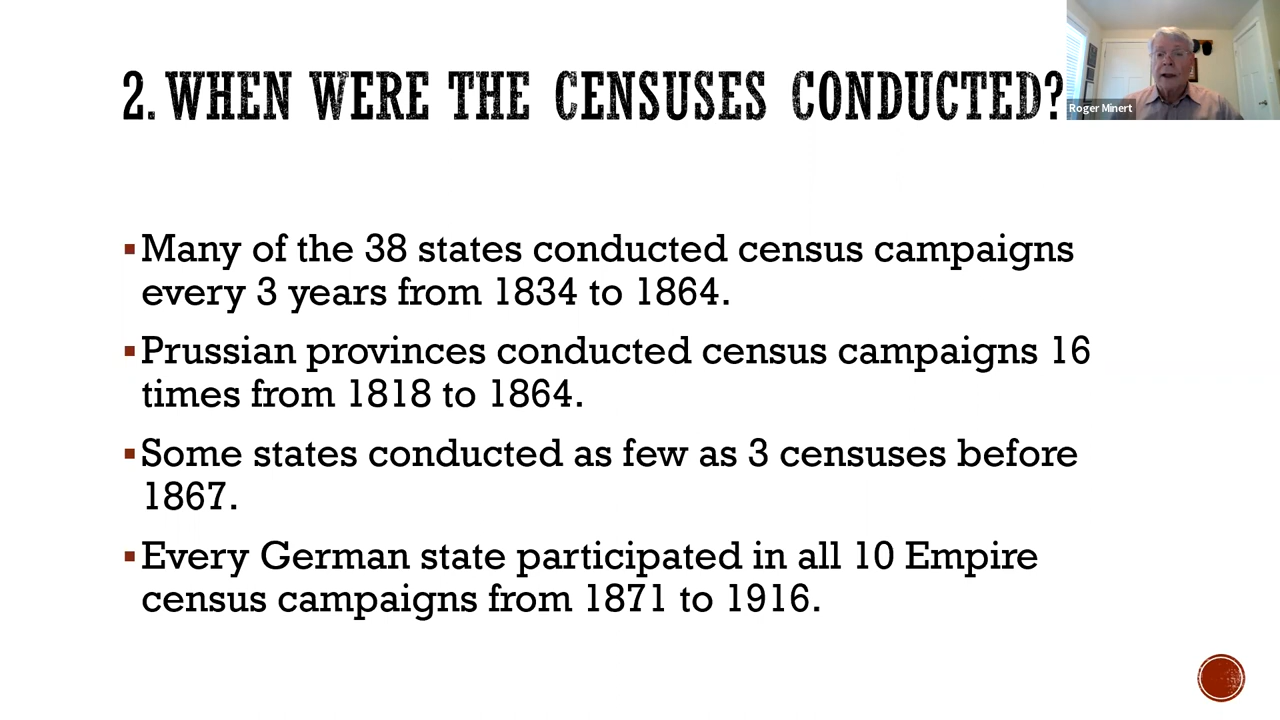 2. WHEN WERE THE CENSUSES CONDUCTED?
Roger Minert
Many of the 38 states conducted census campaigns
every 3 years from 1834 to 1864.
Prussian provinces conducted census campaigns 16
times from 1818 to 1864.
Some states conducted as few as 3 censuses before
1867.
Every German state participated in all 10 Empire
census campaigns from 1871 to 1916.